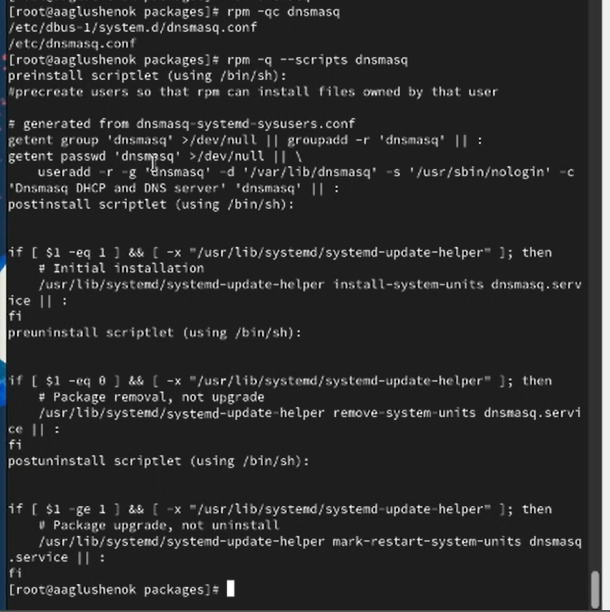 [root@aaglushenok packages]# rpm -qc dnsmasq
/etc/dbus-1/system.d/dnsmasq.conf
/etc/dnsmasq.conf
[root@aaglushenok packages]# rpm -q --scripts dnsmasq
preinstall scriptlet (using /bin/sh):
#precreate users so that rpm can install files owned by that user
# generated from dnsmasq-systemd-sysusers.conf
getent group 'dnsmasq' >/dev/null || groupadd -r 'dnsmasq' || :
getent passwd 'dnsmasq' >/dev/null || \
    useradd -r -g 'dnsmasq' -d '/var/lib/dnsmasq' -s '/usr/sbin/nologin' -c
'Dnsmasq DHCP and DNS server' 'dnsmasq' || :
postinstall scriptlet (using /bin/sh):
if [ $1 -eq 1 ] && [ -x "/usr/lib/systemd/systemd-update-helper" ]; then
    # Initial installation
    /usr/lib/systemd/systemd-update-helper install-system-units dnsmasq.serv
ice || :
fi
preuninstall scriptlet (using /bin/sh):
if [ $1 -eq 0 ] && [ -x "/usr/lib/systemd/systemd-update-helper" ]; then
    # Package removal, not upgrade
    /usr/lib/systemd/systemd-update-helper remove-system-units dnsmasq.servi
ce || :
fi
postuninstall scriptlet (using /bin/sh):
if [ $1 -ge 1 ] && [ -x "/usr/lib/systemd/systemd-update-helper" ]; then
    # Package upgrade, not uninstall
    /usr/lib/systemd/systemd-update-helper mark-restart-system-units dnsmasq
.service || :
fi
[root@aaglushenok packages]#